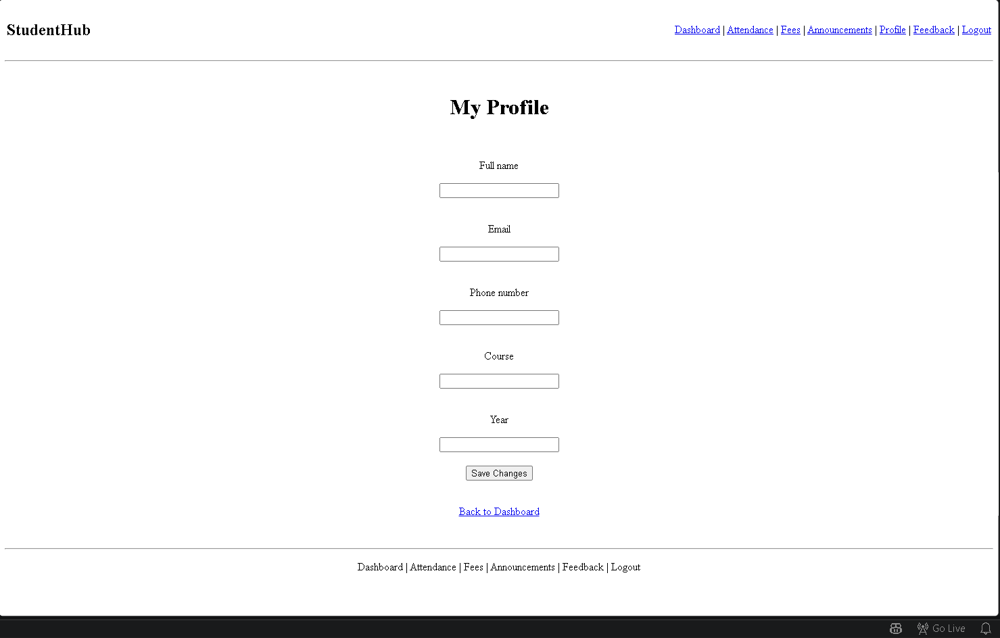 StudentHub
Dashboard | Attendance | Fees | Announcements | Profile | Feedback | Logout
My Profile
Full name
Email
Phone number
Course
Year
Save Changes
Back to Dashboard
Dashboard | Attendance | Fees | Announcements | Feedback | Logout
Go Live